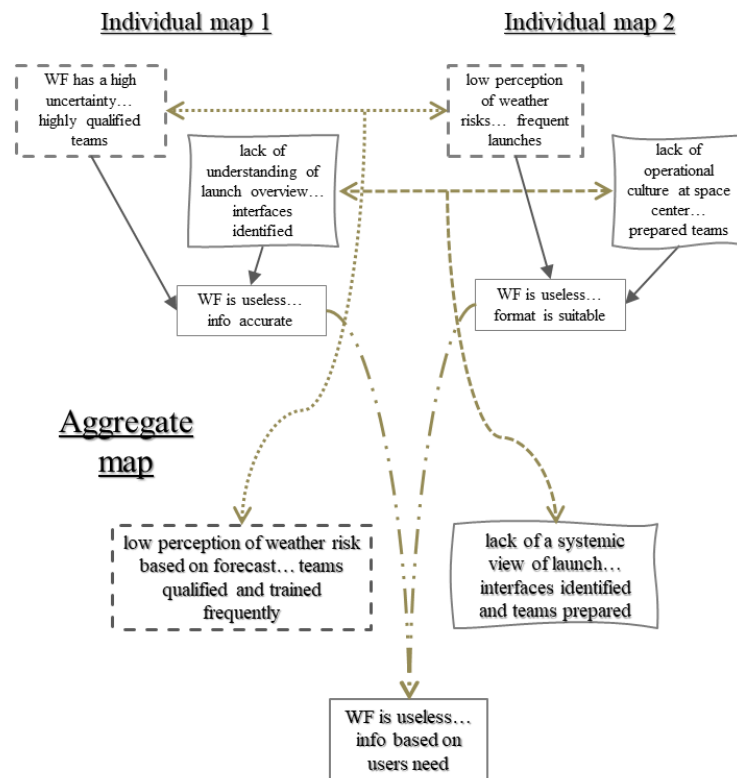 Individual map 1
Individual map 2
WF has a high
uncertainty…
highly qualified
teams
low perception
of weather
risks… frequent
launches
lack of
understanding of
launch overview…
interfaces
identified
lack of
operational
culture at space
center…
prepared teams
WF is useless…
info accurate
WF is useless…
format is suitable
Aggregate
map
low perception of weather risk
based on forecast… teams
qualified and trained
frequently
lack of a systemic
view of launch…
interfaces identified
and teams prepared
WF is useless…
info based on
users need